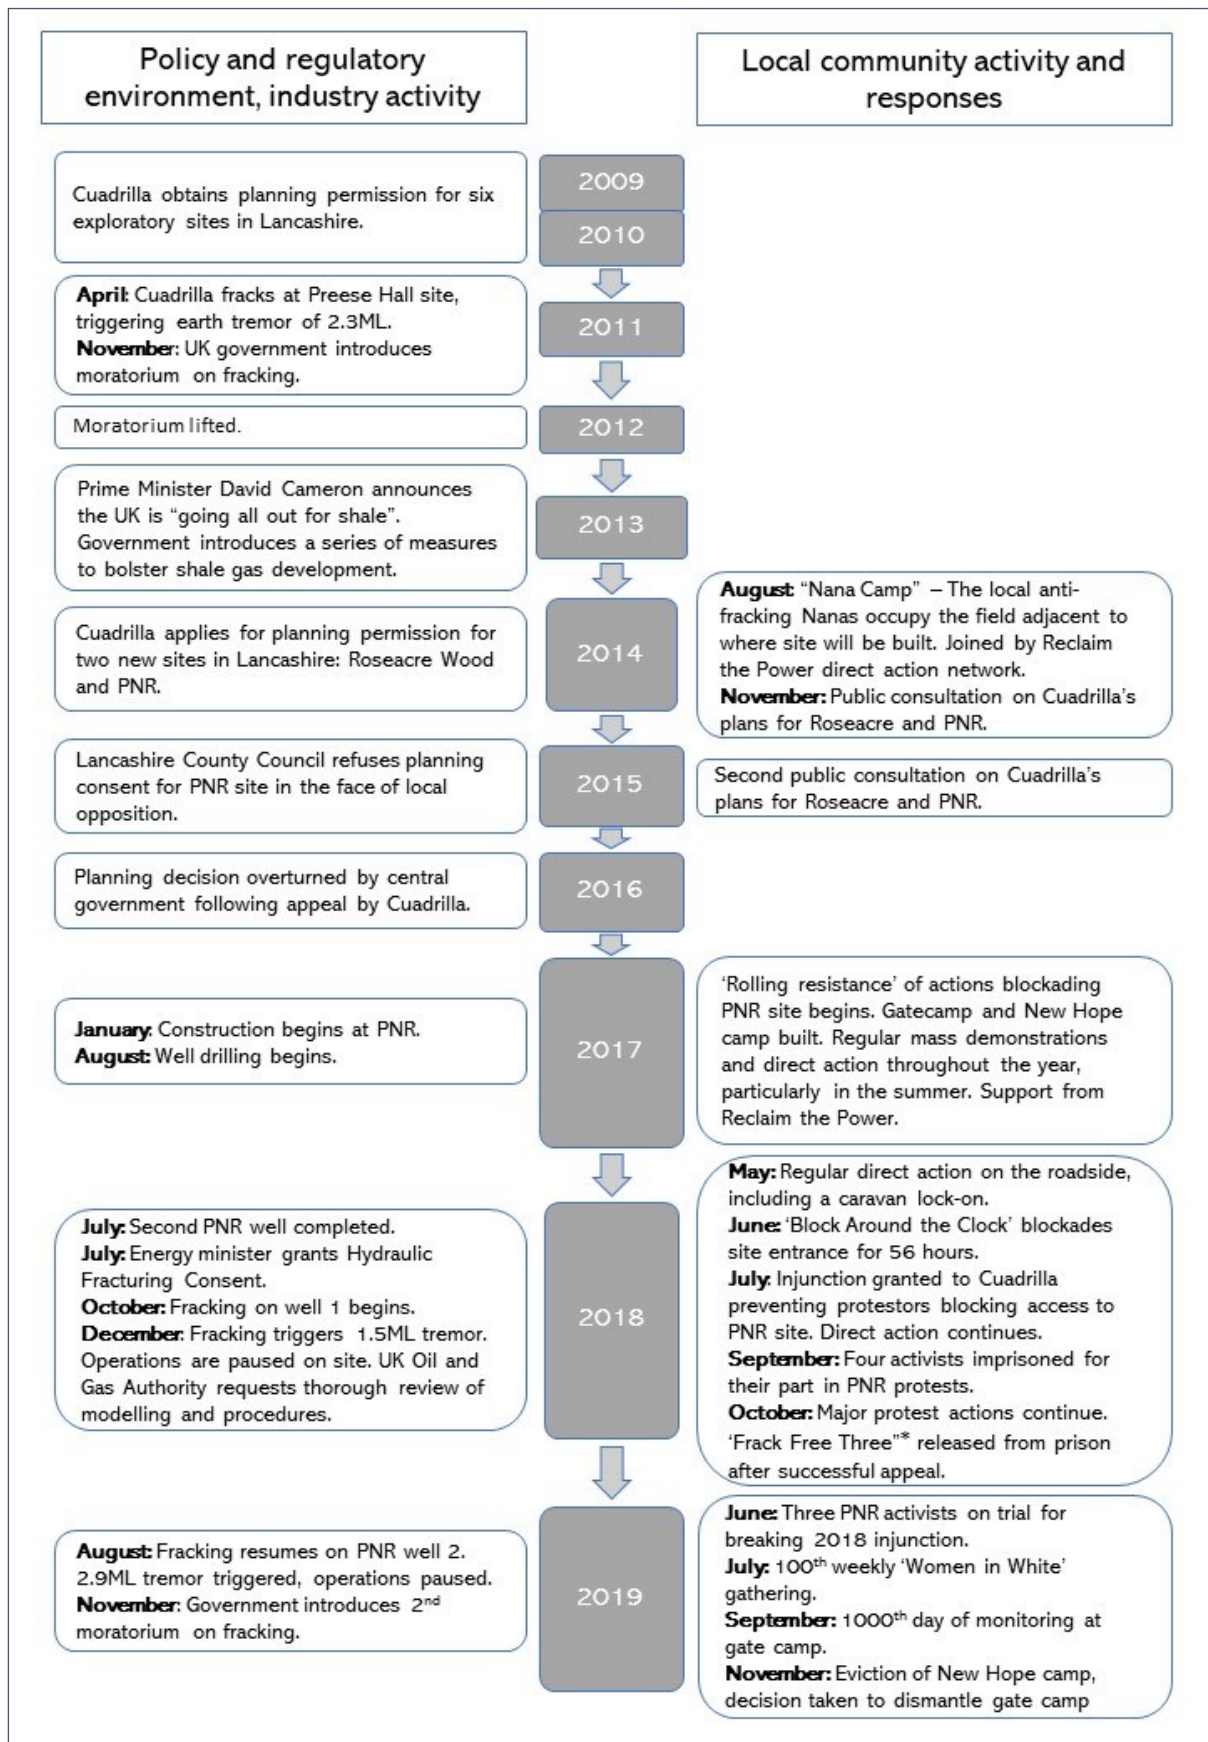 Policy and regulatory
environment, industry activity
Local community activity and
responses
2009
Cuadrilla obtains planning permission for six
exploratory sites in Lancashire.
2010
April: Cuadrilla fracks at Preese Hall site,
triggering earth tremor of 2.3ML.
November: UK government introduces
moratorium on fracking.
2011
Moratorium lifted.
2012
Prime Minister David Cameron announces
the UK is “going all out for shale”.
Government introduces a series of measures
to bolster shale gas development.
2013
Cuadrilla applies for planning permission for
two new sites in Lancashire: Roseacre Wood
and PNR.
2014
August: “Nana Camp” – The local anti-
fracking Nanas occupy the field adjacent to
where site will be built. Joined by Reclaim
the Power direct action network.
November: Public consultation on Cuadrilla’s
plans for Roseacre and PNR.
Lancashire County Council refuses planning
consent for PNR site in the face of local
opposition.
2015
Second public consultation on Cuadrilla’s
plans for Roseacre and PNR.
Planning decision overturned by central
government following appeal by Cuadrilla.
2016
January: Construction begins at PNR.
August: Well drilling begins.
2017
‘Rolling resistance’ of actions blockading
PNR site begins. Gatecamp and New Hope
camp built. Regular mass demonstrations
and direct action throughout the year,
particularly in the summer. Support from
Reclaim the Power.
July: Second PNR well completed.
July: Energy minister grants Hydraulic
Fracturing Consent.
October: Fracking on well 1 begins.
December: Fracking triggers 1.5ML tremor.
Operations are paused on site. UK Oil and
Gas Authority requests thorough review of
modelling and procedures.
2018
May: Regular direct action on the roadside,
including a caravan lock-on.
June: ‘Block Around the Clock’ blockades
site entrance for 56 hours.
July: Injunction granted to Cuadrilla
preventing protestors blocking access to
PNR site. Direct action continues.
September: Four activists imprisoned for
their part in PNR protests.
October: Major protest actions continue.
‘Frack Free Three”* released from prison
after successful appeal.
August: Fracking resumes on PNR well 2.
2.9ML tremor triggered, operations paused.
November: Government introduces 2nd
moratorium on fracking.
2019
June: Three PNR activists on trial for
breaking 2018 injunction.
July: 100th weekly ‘Women in White’
gathering.
September: 1000th day of monitoring at
gate camp.
November: Eviction of New Hope camp,
decision taken to dismantle gate camp